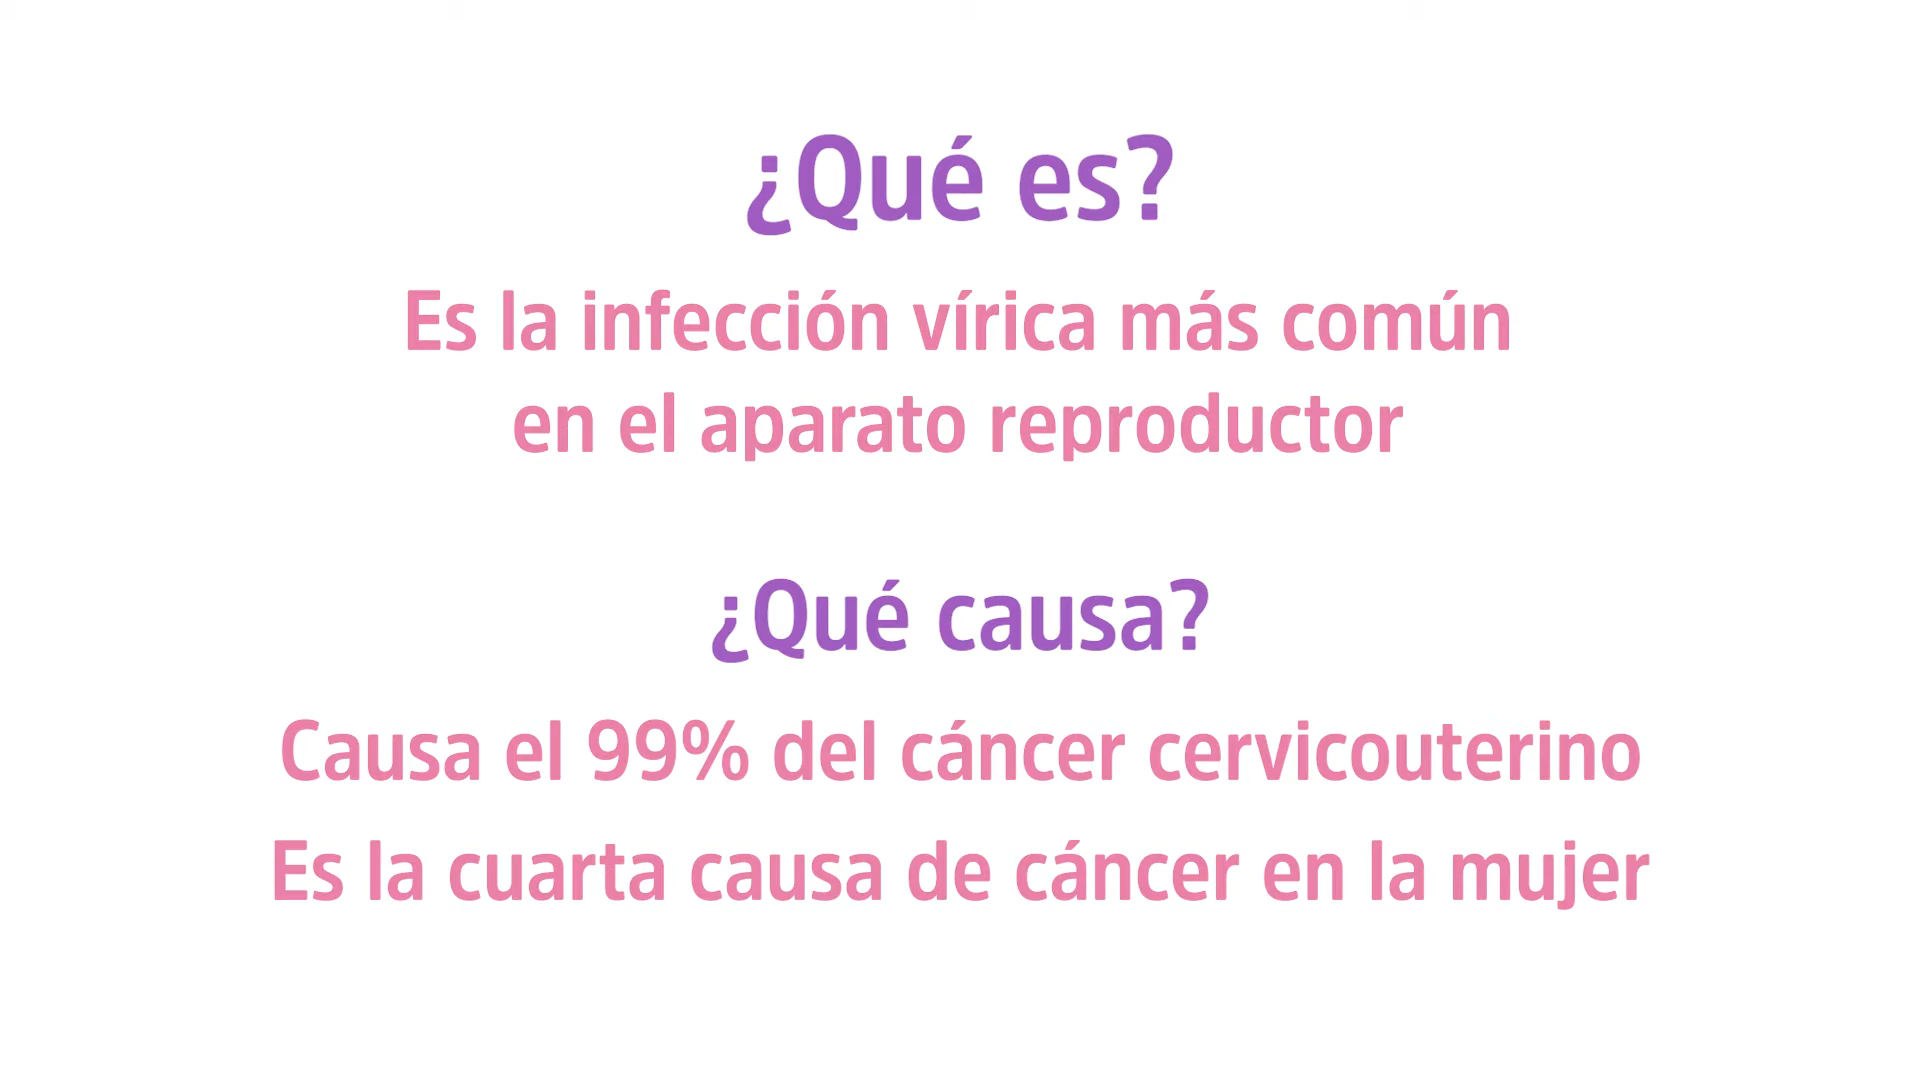 ¿Qué es?
Es la infección vírica más común
en el aparato reproductor
¿Qué causa?
Causa el 99% del cáncer cervicouterino
Es la cuarta causa de cáncer en la mujer